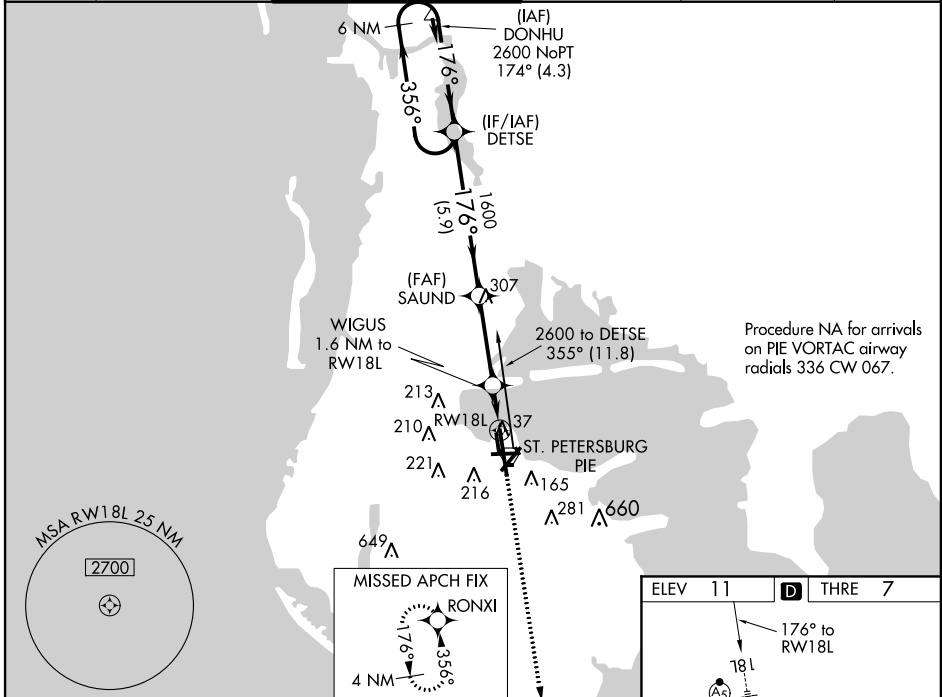 6 NM
(IAF)
DONHU
2600 NoPT
174° (4.3)
176°
356°
(IF/IAF)
DETSE
1600
176°
(5.9)
(FAF)
SAUND
307
WIGUS
1.6 NM to
RW18L
2600 to DETSE
355° (11.8)
Procedure NA for arrivals
on PIE VORTAC airway
radials 336 CW 067.
213
210
RW18L
37
ST. PETERSBURG
PIE
221
216
165
281
660
649
MSA RW18L 25 NM
2700
MISSED APCH FIX
RONXI
176°
356°
4 NM
ELEV 11
D
THRE 7
176° to
RW18L
18L
A5